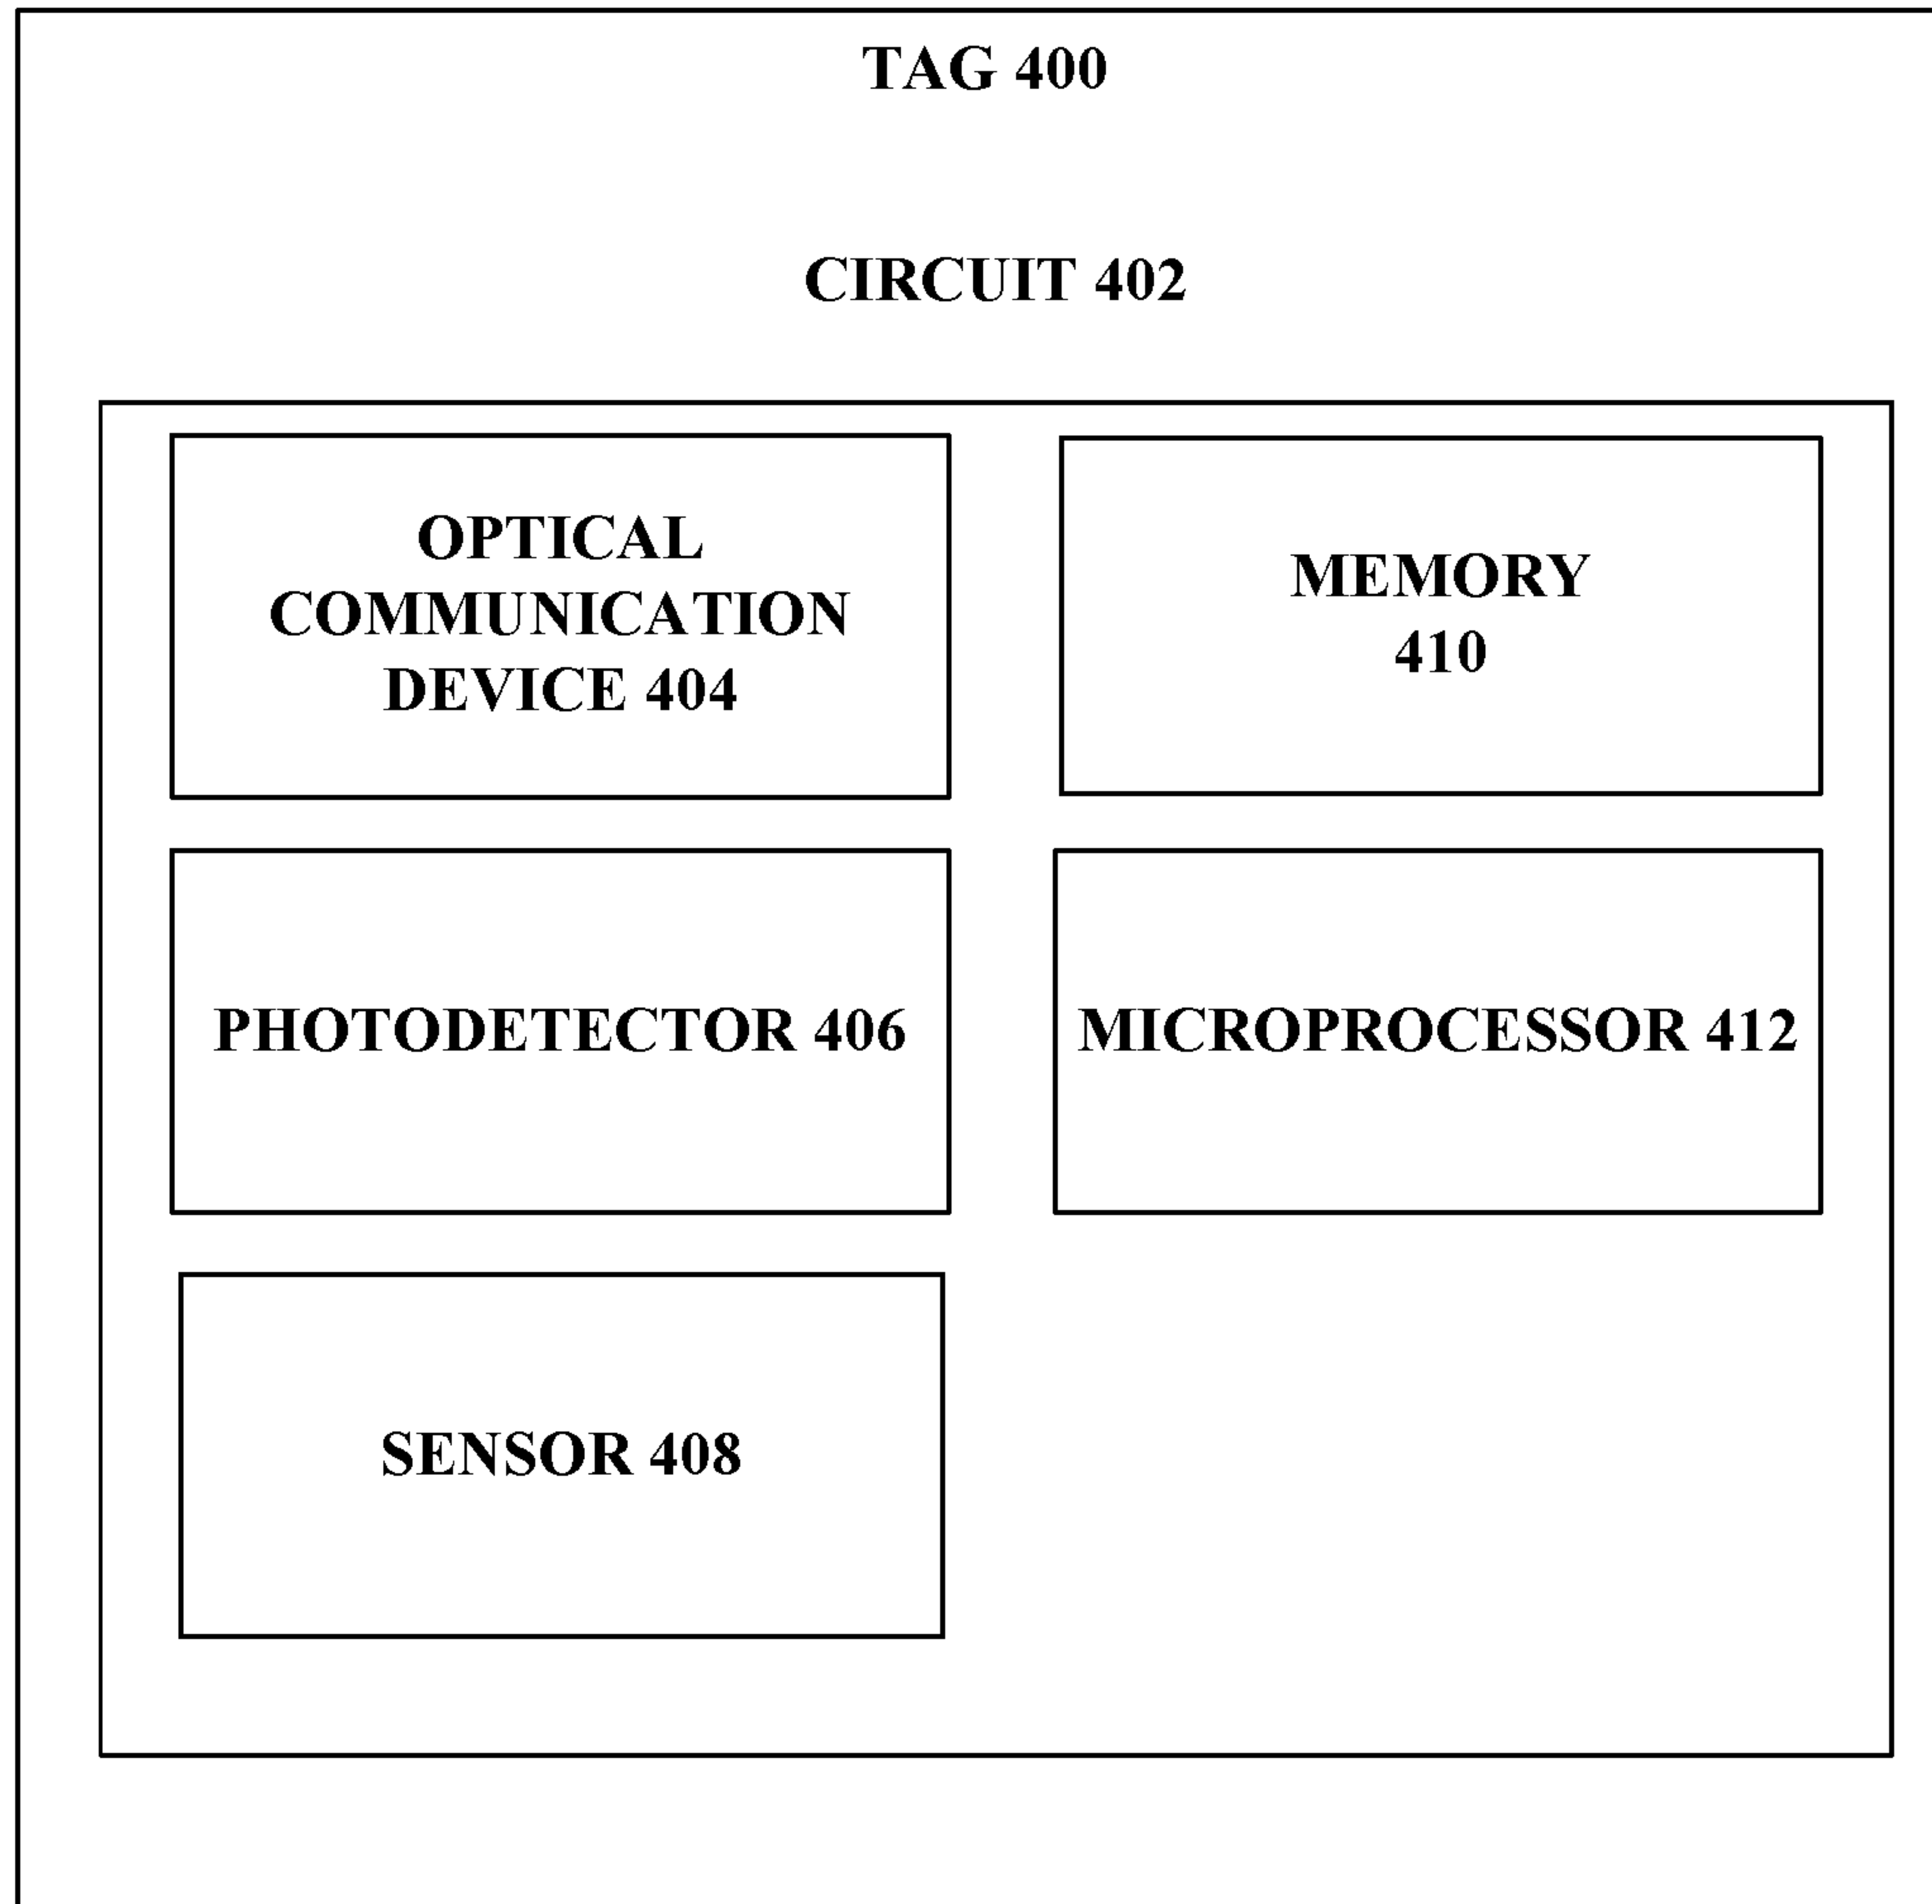 TAG 400
CIRCUIT 402
OPTICAL
COMMUNICATION
DEVICE 404
MEMORY
410
PHOTODETECTOR 406
MICROPROCESSOR 412
SENSOR 408